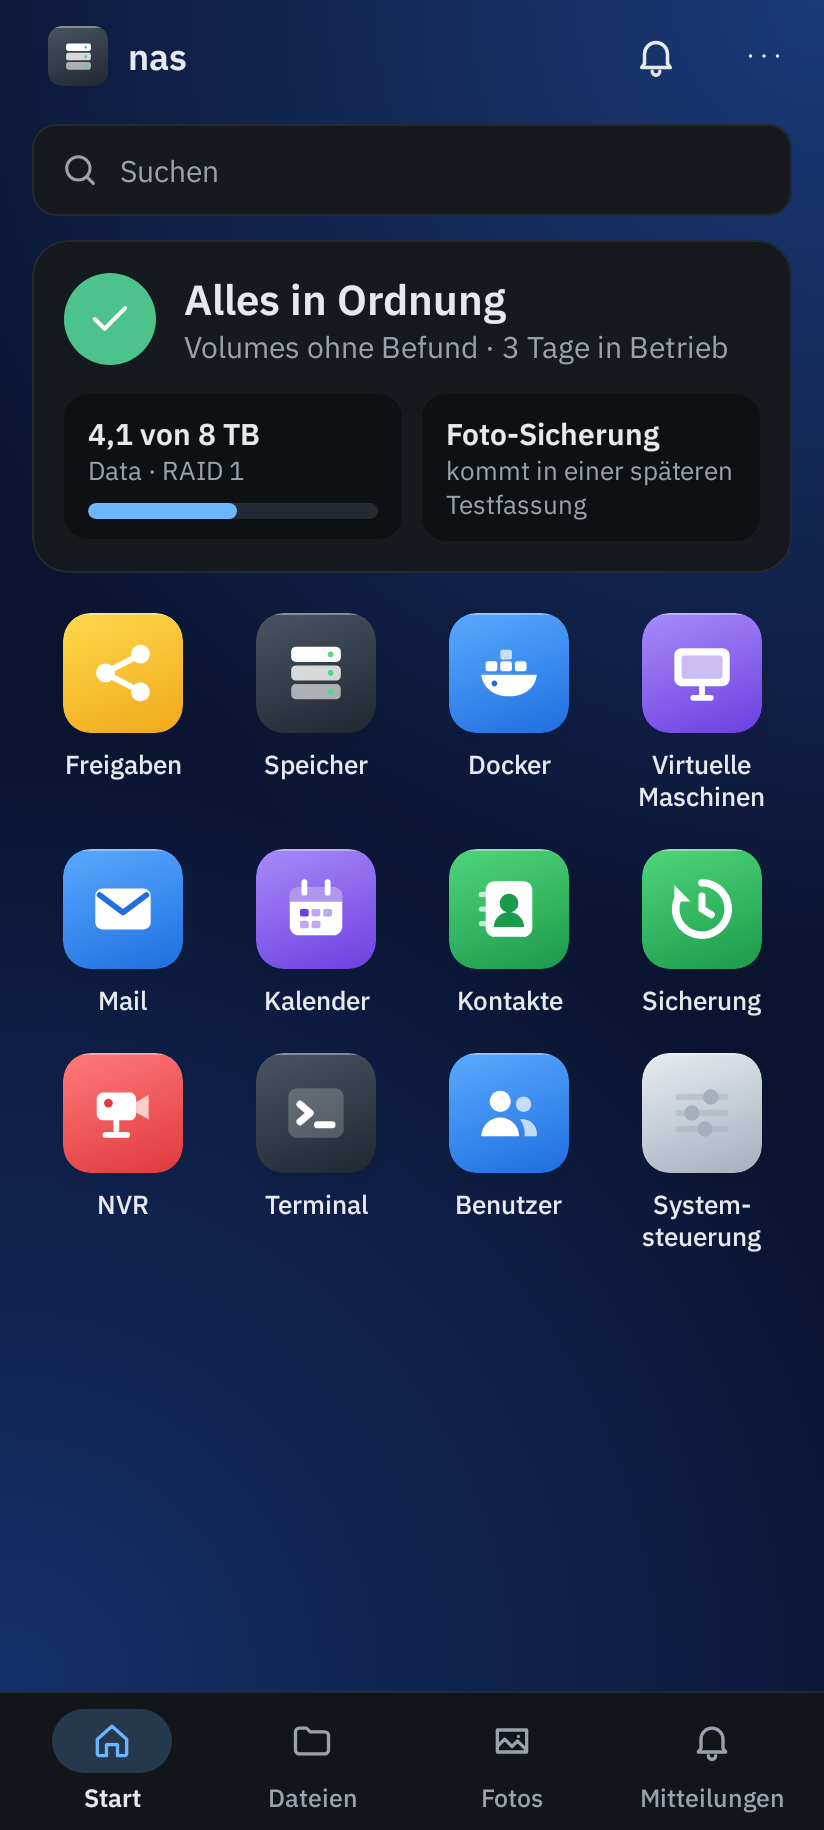 nas
Suchen
Alles in Ordnung
Volumes ohne Befund · 3 Tage in Betrieb
4,1 von 8 TB
Data · RAID 1
Foto-Sicherung
kommt in einer späteren
Testfassung
Freigaben
Speicher
Docker
Virtuelle
Maschinen
Mail
Kalender
Kontakte
Sicherung
NVR
Terminal
Benutzer
System-
steuerung
Start
Dateien
Fotos
Mitteilungen